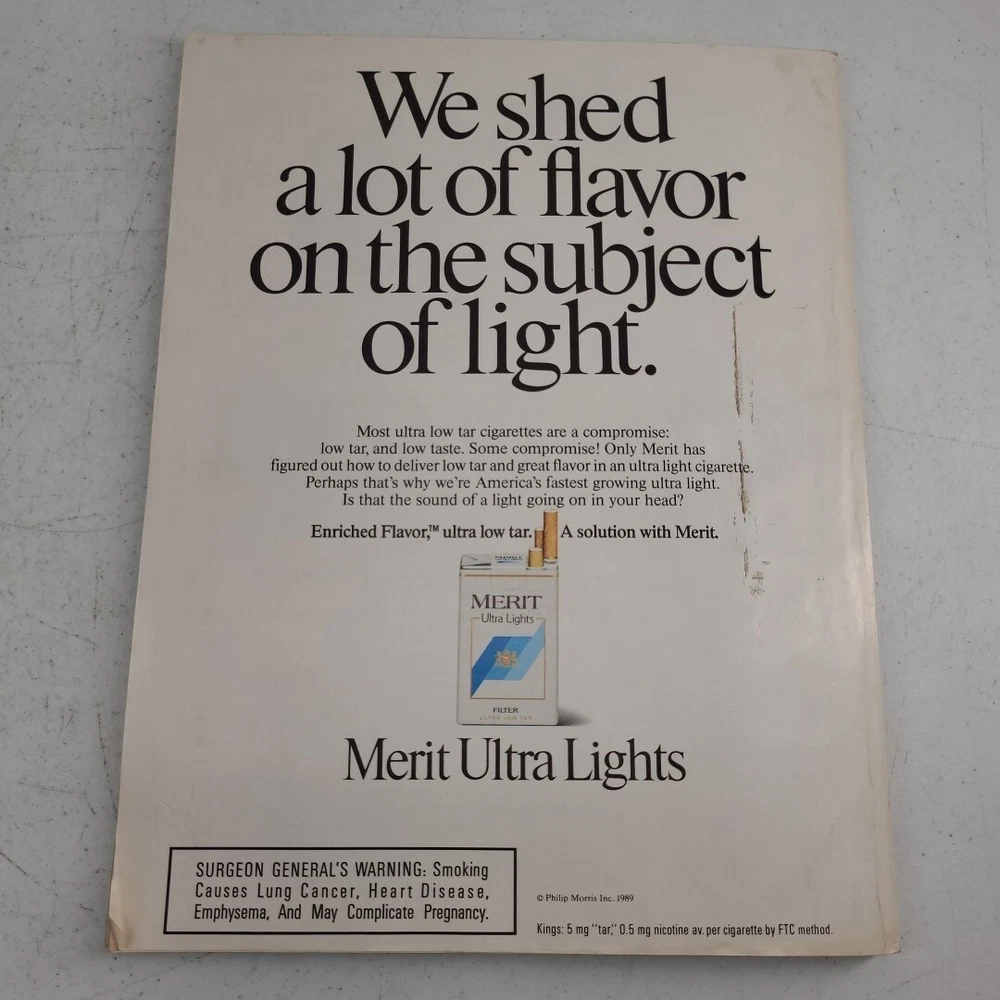 We shed
a lot of flavor
on the subject
of light.
Most ultra low tar cigarettes are a compromise:
low tar, and low taste. Some compromise! Only Merit has
figured out how to deliver low tar and great flavor in an ultra light cigarette.
Perhaps that's why we're America's fastest growing ultra light.
Is that the sound of a light going on in your head?
Enriched Flavor,™ ultra low tar. A solution with Merit.
MERIT
Ultra Lights
FILTER
ULTRA LOW TAR
Merit Ultra Lights
SURGEON GENERAL'S WARNING: Smoking
Causes Lung Cancer, Heart Disease,
Emphysema, And May Complicate Pregnancy.
© Philip Morris Inc. 1989
Kings: 5 mg "tar," 0.5 mg nicotine av. per cigarette by FTC method.